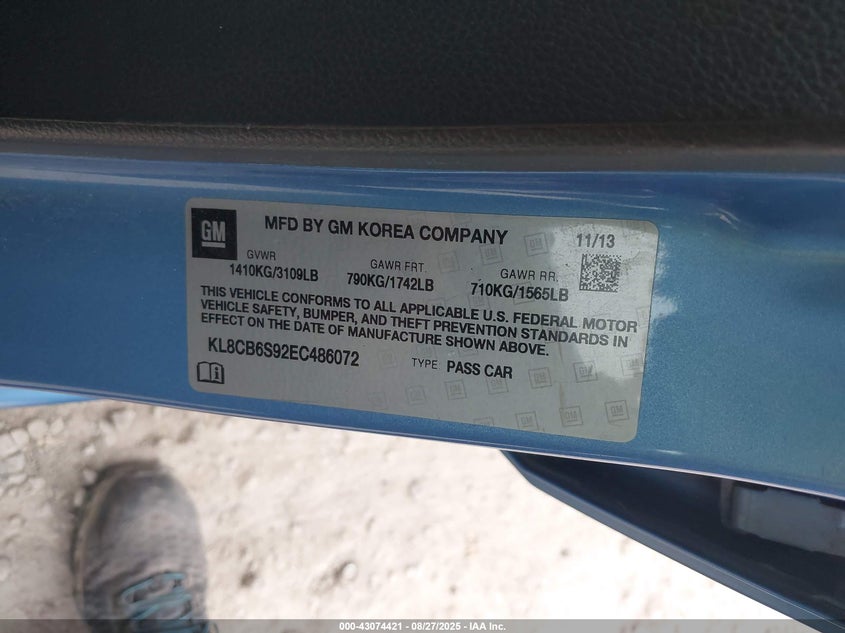 GM
MFD BY GM KOREA COMPANY
11/13
GVWR
1410KG/3109LB
GAWR FRT.
790KG/1742LB
GAWR RR.
710KG/1565LB
THIS VEHICLE CONFORMS TO ALL APPLICABLE U.S. FEDERAL MOTOR
VEHICLE SAFETY, BUMPER, AND THEFT PREVENTION STANDARDS IN
EFFECT ON THE DATE OF MANUFACTURE SHOWN ABOVE.
KL8CB6S92EC486072
TYPE PASS CAR
000-43074421 - 08/27/2025 - IAA Inc.